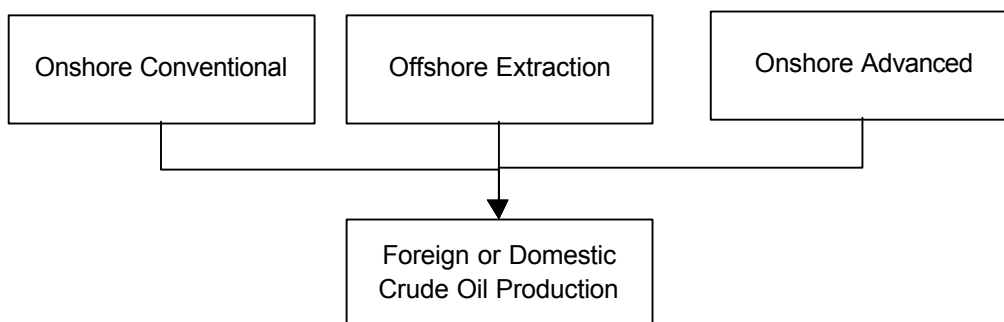 Onshore Conventional
Offshore Extraction
Onshore Advanced
Foreign or Domestic
Crude Oil Production